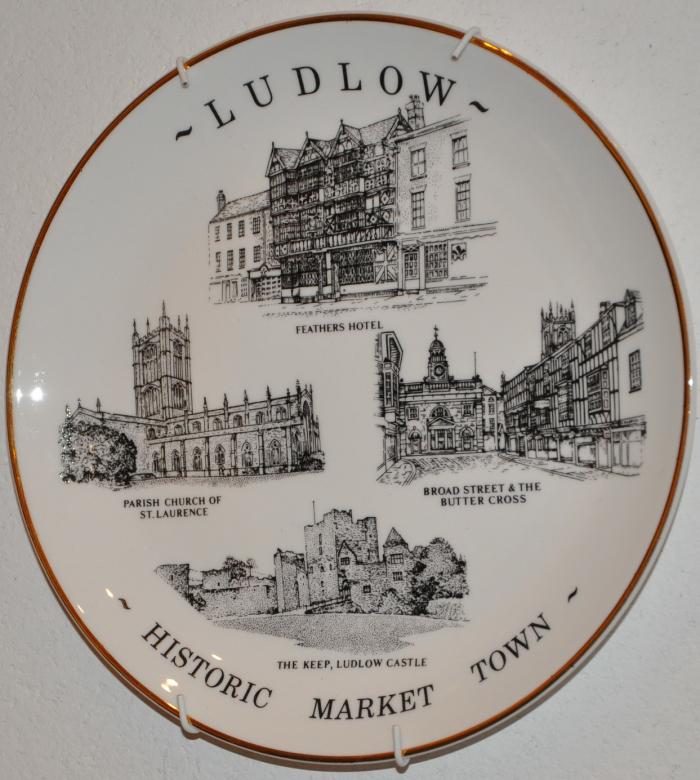 ~ LUDLOW ~
FEATHERS HOTEL
PARISH CHURCH OF
ST. LAURENCE
BROAD STREET & THE
BUTTER CROSS
THE KEEP, LUDLOW CASTLE
~ HISTORIC MARKET TOWN ~